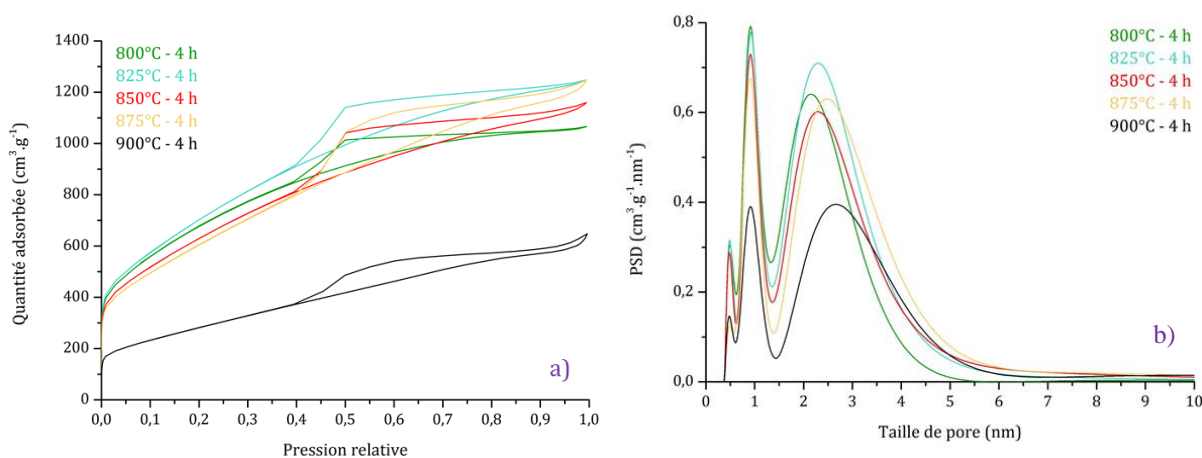 1400
1200
1000
800
600
400
200
0
0,0 0,1 0,2 0,3 0,4 0,5 0,6 0,7 0,8 0,9 1,0
Quantité adsorbée (cm³.g⁻¹)
Pression relative
800°C - 4 h
825°C - 4 h
850°C - 4 h
875°C - 4 h
900°C - 4 h
a)
0,8
0,6
0,4
0,2
0,0
0 1 2 3 4 5 6 7 8 9 10
PSD (cm³.g⁻¹.nm⁻¹)
Taille de pore (nm)
800°C - 4 h
825°C - 4 h
850°C - 4 h
875°C - 4 h
900°C - 4 h
b)